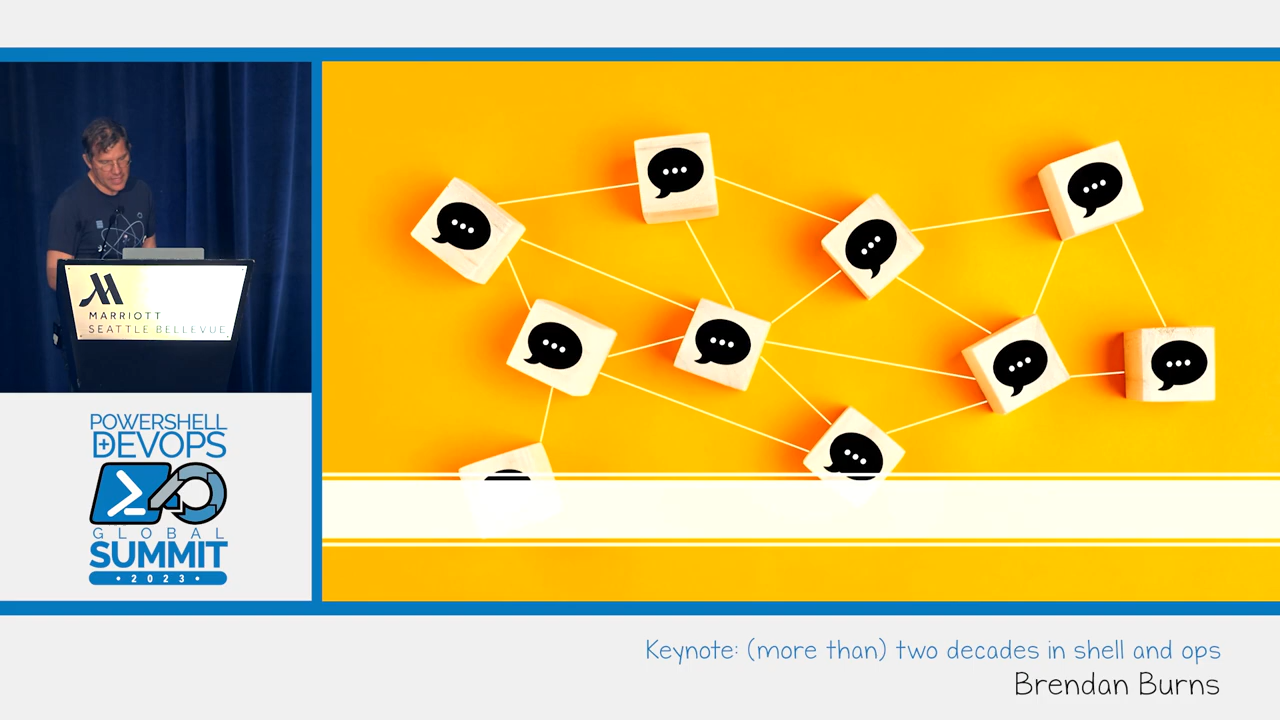 MARRIOTT
SEATTLE BELLEVUE
POWERSHELL
DEVOPS
GLOBAL
SUMMIT
• 2023 •
Keynote: (more than) two decades in shell and ops
Brendan Burns